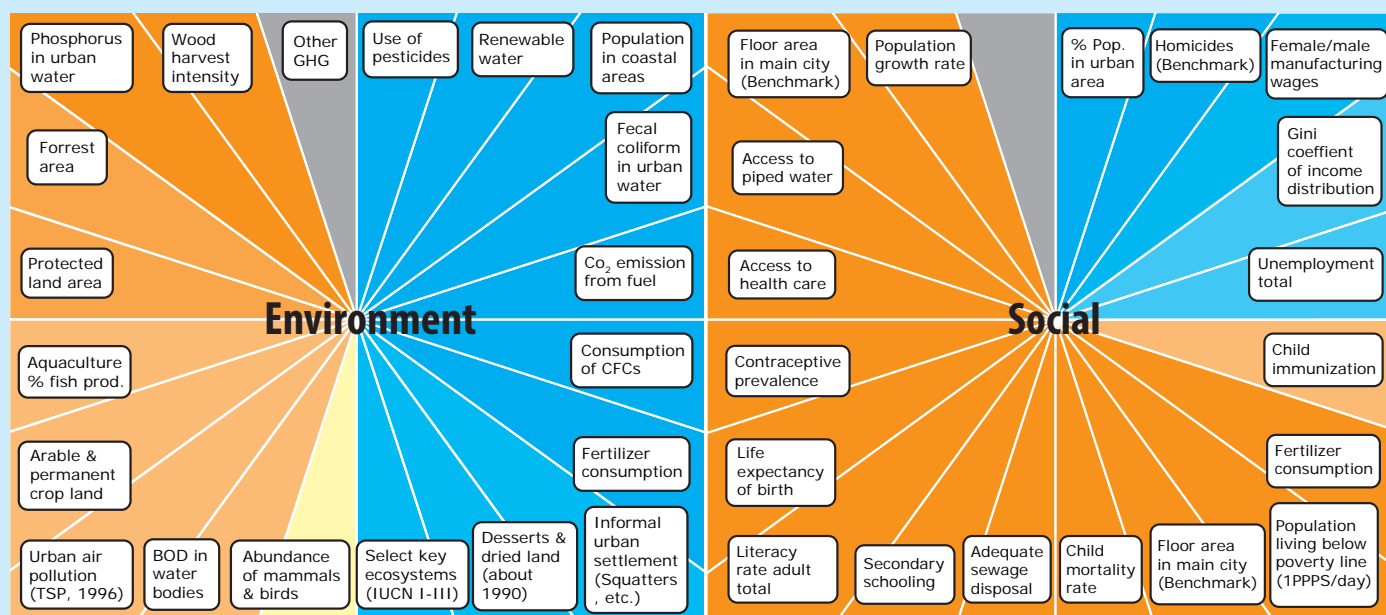 Phosphorus
in urban
water
Wood
harvest
intensity
Other
GHG
Use of
pesticides
Renewable
water
Population
in coastal
areas
Forrest
area
Fecal
coliform
in urban
water
Protected
land area
Co₂ emission
from fuel
Environment
Aquaculture
% fish prod.
Consumption
of CFCs
Arable &
permanent
crop land
Fertilizer
consumption
Urban air
pollution
(TSP, 1996)
BOD in
water
bodies
Abundance
of mammals
& birds
Select key
ecosystems
(IUCN I-III)
Desserts &
dried land
(about
1990)
Informal
urban
settlement
(Squatters
, etc.)
Floor area
in main city
(Benchmark)
Population
growth rate
% Pop.
in urban
area
Homicides
(Benchmark)
Female/male
manufacturing
wages
Access to
piped water
Gini
coeffient
of income
distribution
Access to
health care
Unemployment
total
Social
Contraceptive
prevalence
Child
immunization
Life
expectancy
of birth
Fertilizer
consumption
Literacy
rate adult
total
Secondary
schooling
Adequate
sewage
disposal
Child
mortality
rate
Floor area
in main city
(Benchmark)
Population
living below
poverty line
(1PPPS/day)